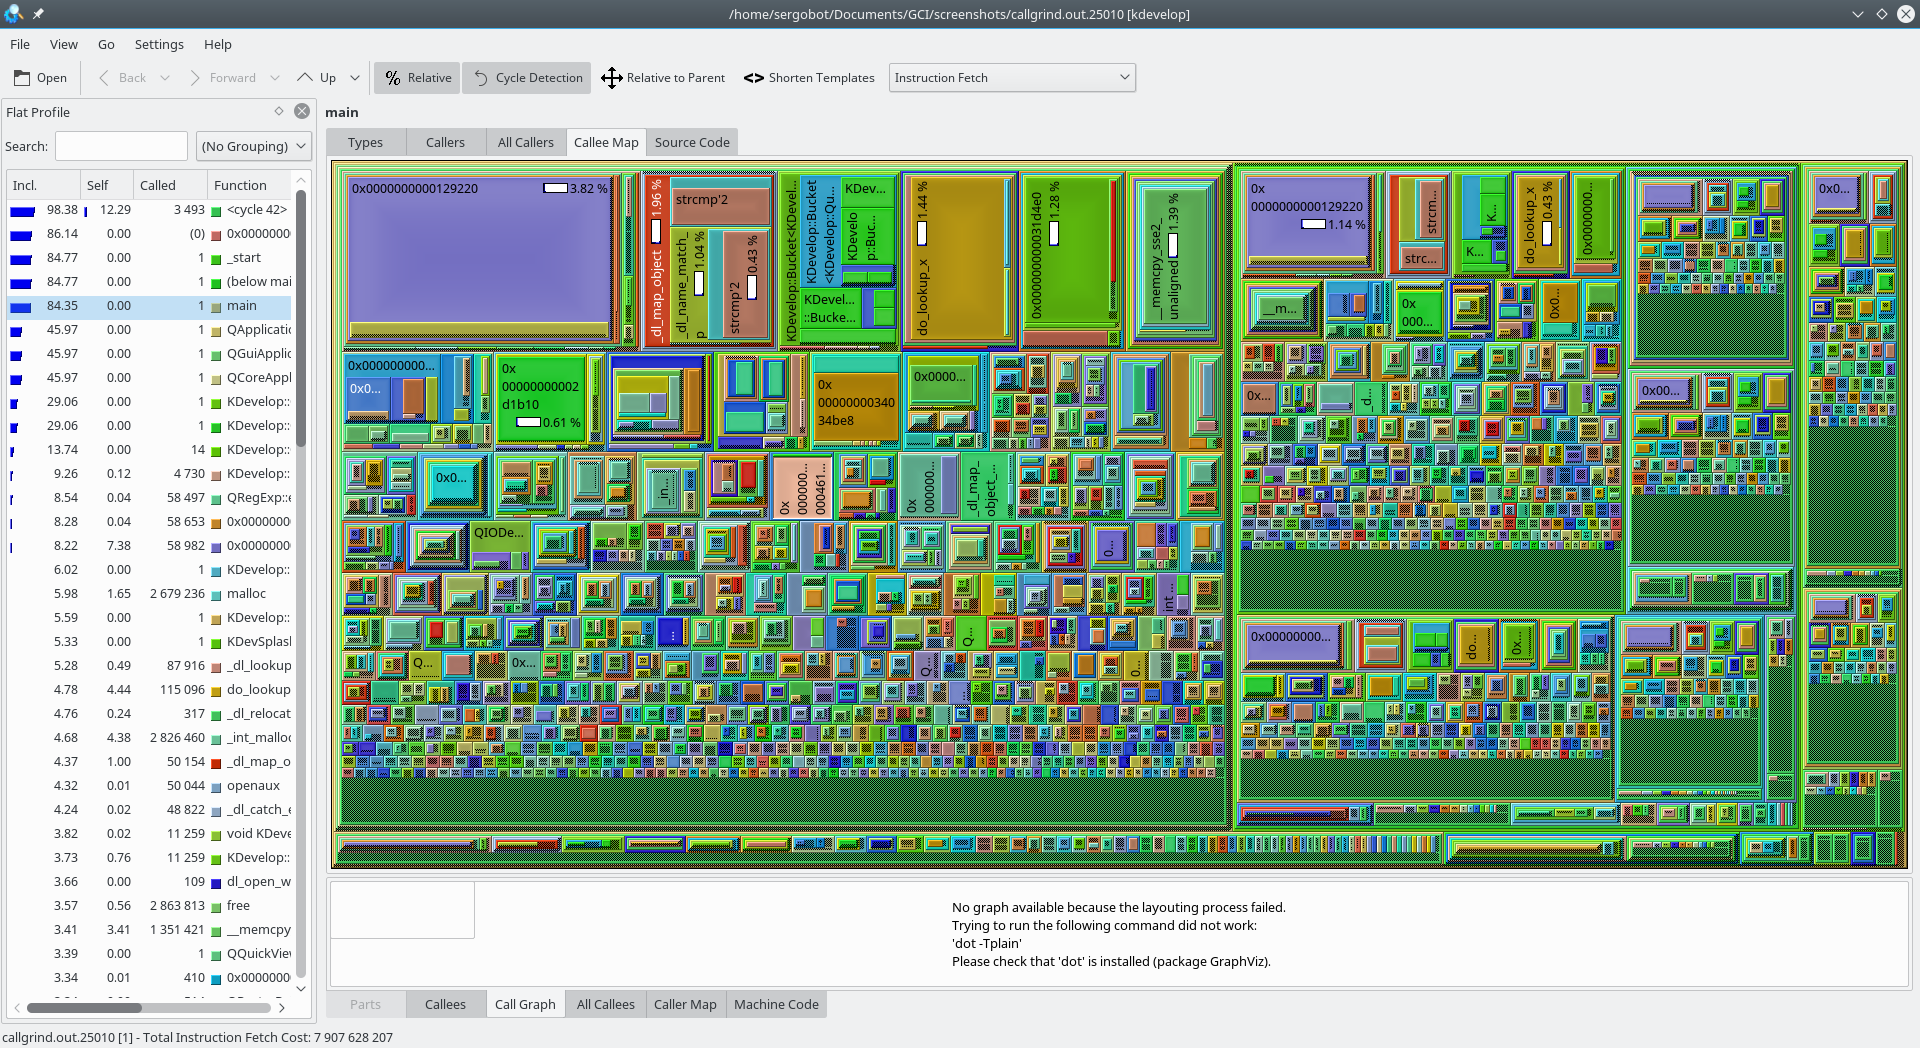 /home/sergobot/Documents/GCI/screenshots/callgrind.out.25010 [kdevelop]
File View Go Settings Help
Open Back Forward Up Relative Cycle Detection Relative to Parent Shorten Templates Instruction Fetch
Flat Profile
Search: (No Grouping)
Incl. Self Called Function
98.38 12.29 3 493 <cycle 42>
86.14 0.00 (0) 0x0000000
84.77 0.00 1 _start
84.77 0.00 1 (below mai
84.35 0.00 1 main
45.97 0.00 1 QApplicatic
45.97 0.00 1 QGuiApplic
45.97 0.00 1 QCoreAppl
29.06 0.00 1 KDevelop::
29.06 0.00 1 KDevelop::
13.74 0.00 14 KDevelop::
9.26 0.12 4 730 KDevelop::
8.54 0.04 58 497 QRegExp::e
8.28 0.04 58 653 0x0000000
8.22 7.38 58 982 0x0000000
6.02 0.00 1 KDevelop::
5.98 1.65 2 679 236 malloc
5.59 0.00 1 KDevelop::
5.33 0.00 1 KDevSplas
5.28 0.49 87 916 _dl_lookup
4.78 4.44 115 096 do_lookup
4.76 0.24 317 _dl_relocat
4.68 4.38 2 826 460 _int_malloc
4.37 1.00 50 154 _dl_map_o
4.32 0.01 50 044 openaux
4.24 0.02 48 822 _dl_catch_e
3.82 0.02 11 259 void KDeve
3.73 0.76 11 259 KDevelop::
3.66 0.00 109 dl_open_w
3.57 0.56 2 863 813 free
3.41 3.41 1 351 421 __memcpy
3.39 0.00 1 QQuickView
3.34 0.01 410 0x0000000
main
Types Callers All Callers Callee Map Source Code
0x0000000000129220 3.82 %
_dl_map_object 1.96 %
strcmp'2
_dl_name_match_p 1.04 %
strcmp'2 0.43 %
KDevelop::Bucket<KDevel...
KDevelop::Bucket
<KDevelop::Qu...
KDev...
KDevelo
p::Buc...
KDevel...
::Bucke...
do_lookup_x 1.44 %
0x000000000031d4e0 1.28 %
__memcpy_sse2_
unaligned 1.39 %
0x
0000000000129220
1.14 %
strcm...
strc...
K...
K...
do_lookup_x 0.43 %
0x0000000...
0x0...
0x000000000...
0x0...
0x
00000000002
d1b10
0.61 %
0x
00000000340
34be8
0x0000...
__m...
0x
000...
0x0...
0x...
_d...
0x00...
0x0...
_in...
0x
00000...
000461...
0x
000000...
_dl_map_
object_...
QIODe...
0...
int ...
...
Q...
Q...
0x...
Q...
0...
0x00000000...
do...
0x...
No graph available because the layouting process failed.
Trying to run the following command did not work:
'dot -Tplain'
Please check that 'dot' is installed (package GraphViz).
Parts Callees Call Graph All Callees Caller Map Machine Code
callgrind.out.25010 [1] - Total Instruction Fetch Cost: 7 907 628 207